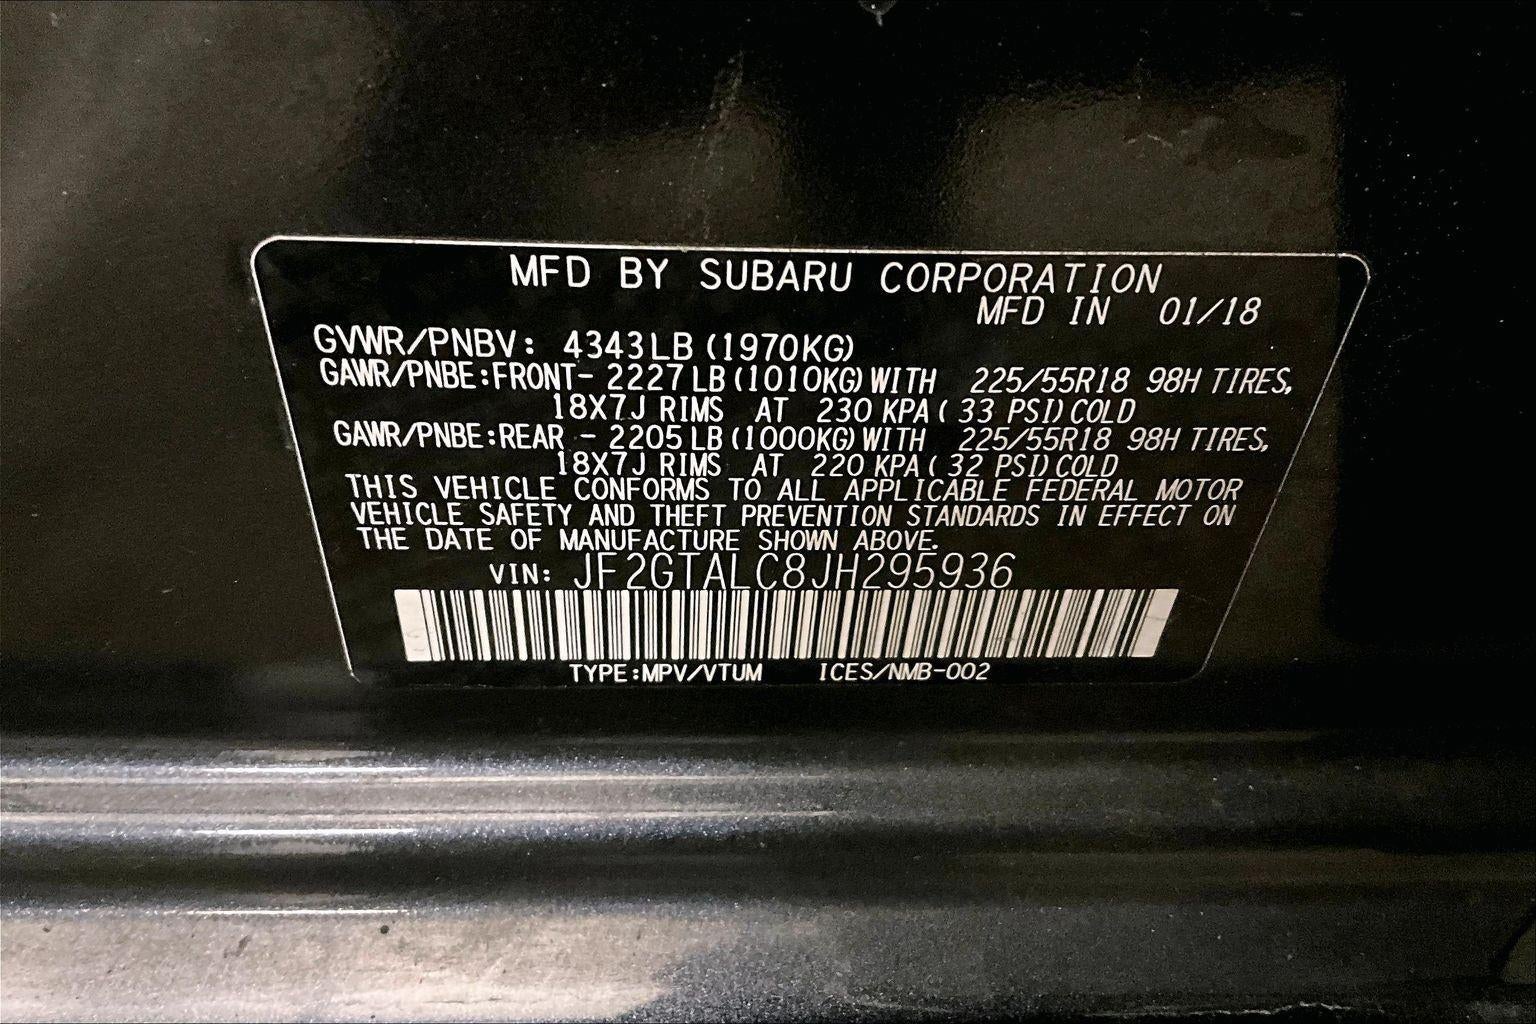 MFD BY SUBARU CORPORATION
MFD IN 01/18
GVWR/PNBV: 4343LB (1970KG)
GAWR/PNBE:FRONT- 2227LB(1010KG)WITH 225/55R18 98H TIRES,
18X7J RIMS AT 230 KPA( 33 PSI)COLD
GAWR/PNBE:REAR - 2205LB(1000KG)WITH 225/55R18 98H TIRES,
18X7J RIMS AT 220 KPA( 32 PSI)COLD
THIS VEHICLE CONFORMS TO ALL APPLICABLE FEDERAL MOTOR
VEHICLE SAFETY AND THEFT PREVENTION STANDARDS IN EFFECT ON
THE DATE OF MANUFACTURE SHOWN ABOVE.
VIN: JF2GTALC8JH295936
TYPE:MPV/VTUM ICES/NMB-002